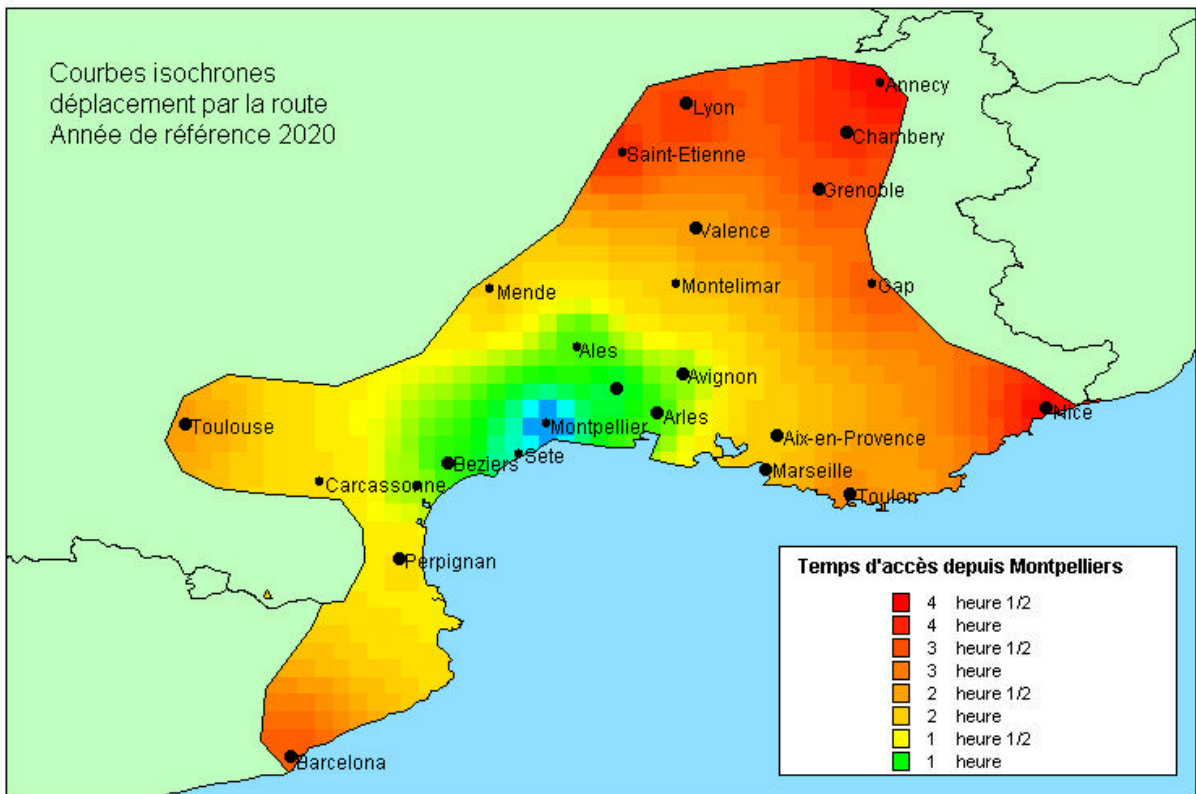 Courbes isochrones
déplacement par la route
Année de référence 2020
Annecy
Lyon
Chambery
Saint-Etienne
Grenoble
Valence
Mende
Montelimar
Gap
Ales
Avignon
Nice
Arles
Toulouse
Montpellier
Aix-en-Provence
Sete
Beziers
Marseille
Carcassonne
Toulon
Perpignan
Barcelona
Temps d'accès depuis Montpelliers
4 heure 1/2
4 heure
3 heure 1/2
3 heure
2 heure 1/2
2 heure
1 heure 1/2
1 heure